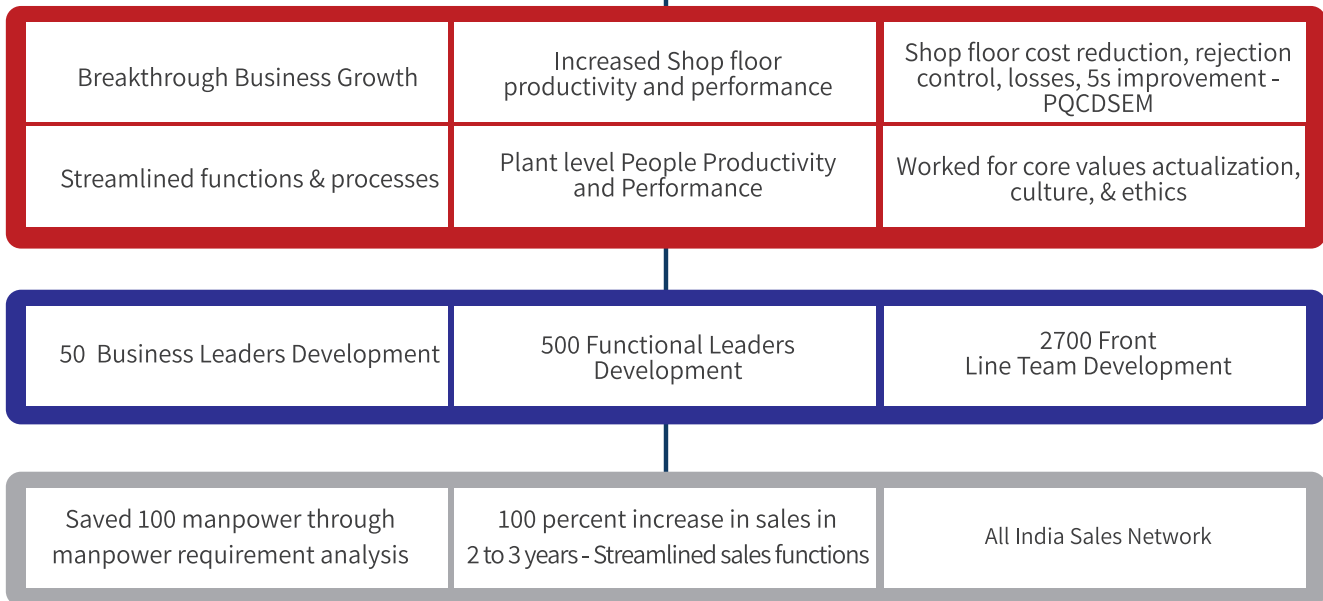 Breakthrough Business Growth
Increased Shop floor
productivity and performance
Shop floor cost reduction, rejection
control, losses, 5s improvement -
PQCDSEM
Streamlined functions & processes
Plant level People Productivity
and Performance
Worked for core values actualization,
culture, & ethics
50 Business Leaders Development
500 Functional Leaders
Development
2700 Front
Line Team Development
Saved 100 manpower through
manpower requirement analysis
100 percent increase in sales in
2 to 3 years - Streamlined sales functions
All India Sales Network